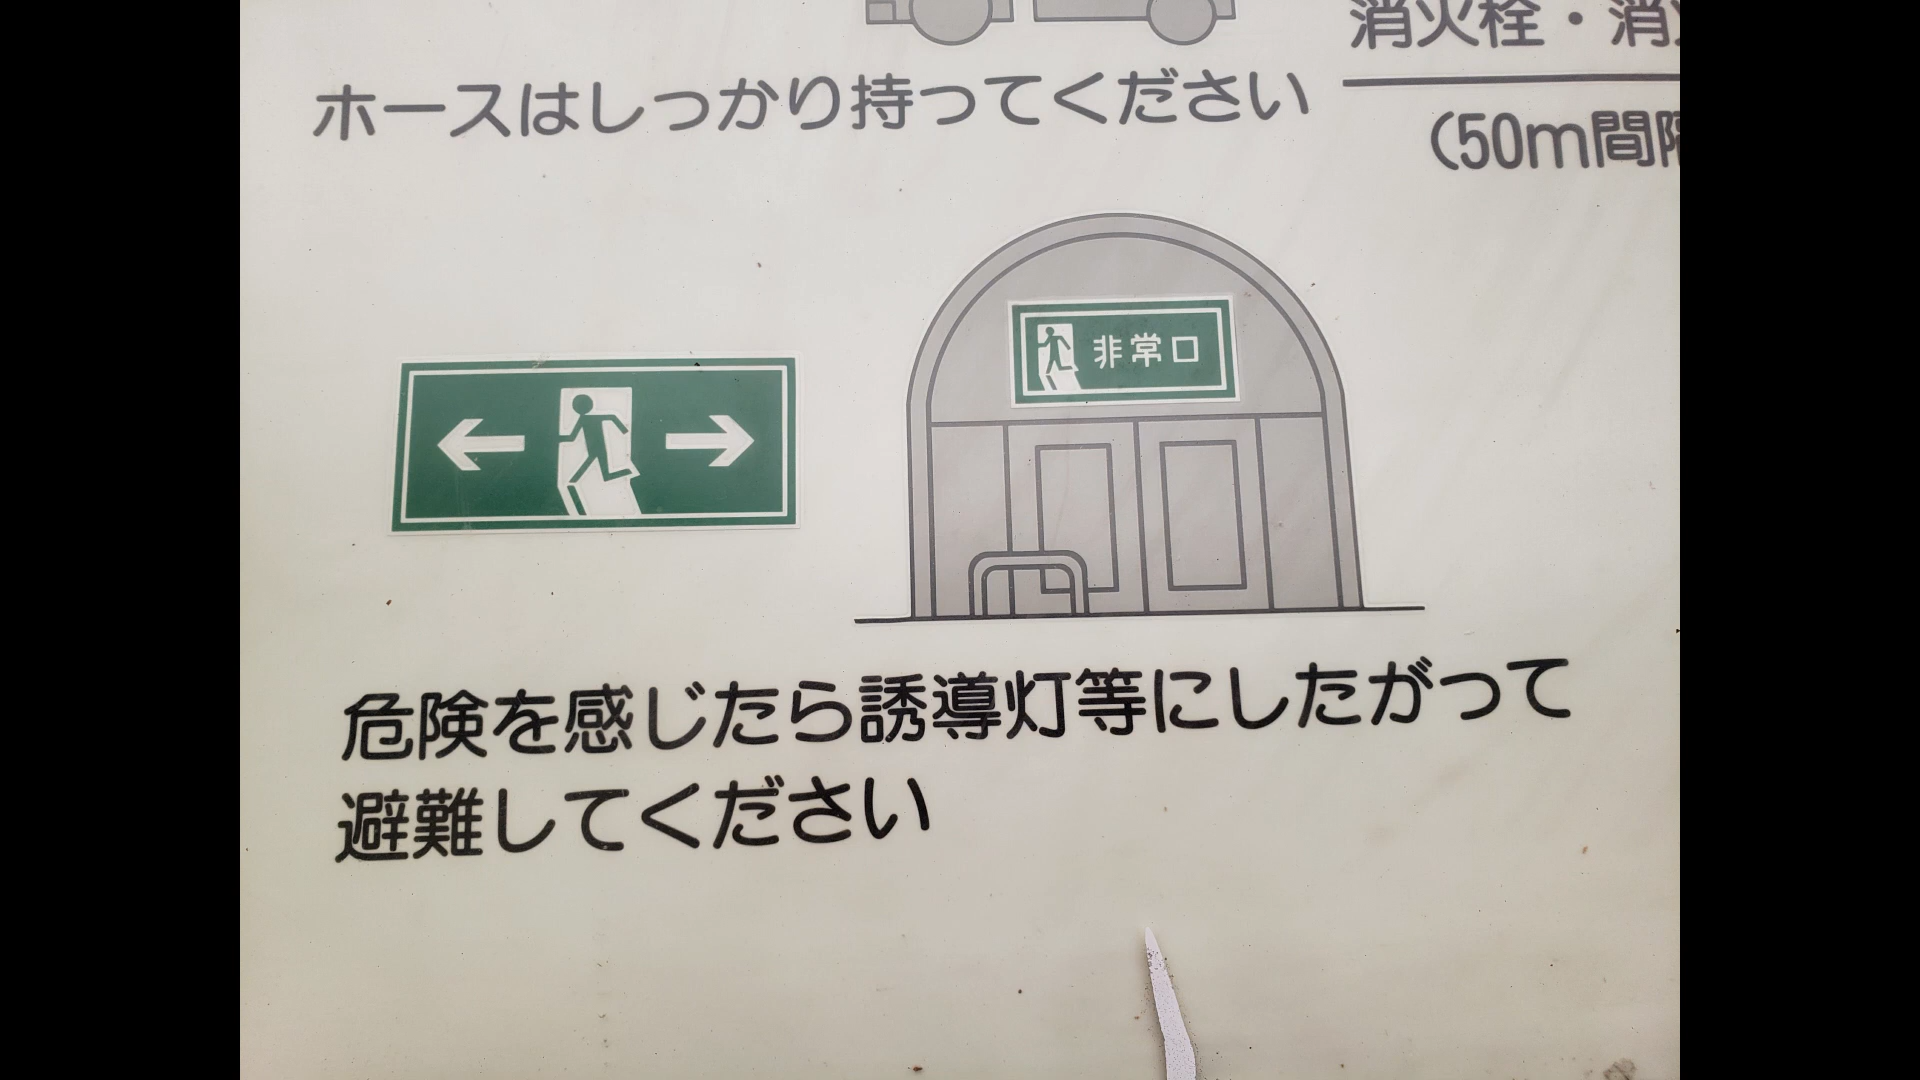 消火栓・消
ホースはしっかり持ってください
(50m間隔
非常口
危険を感じたら誘導灯等にしたがって
避難してください